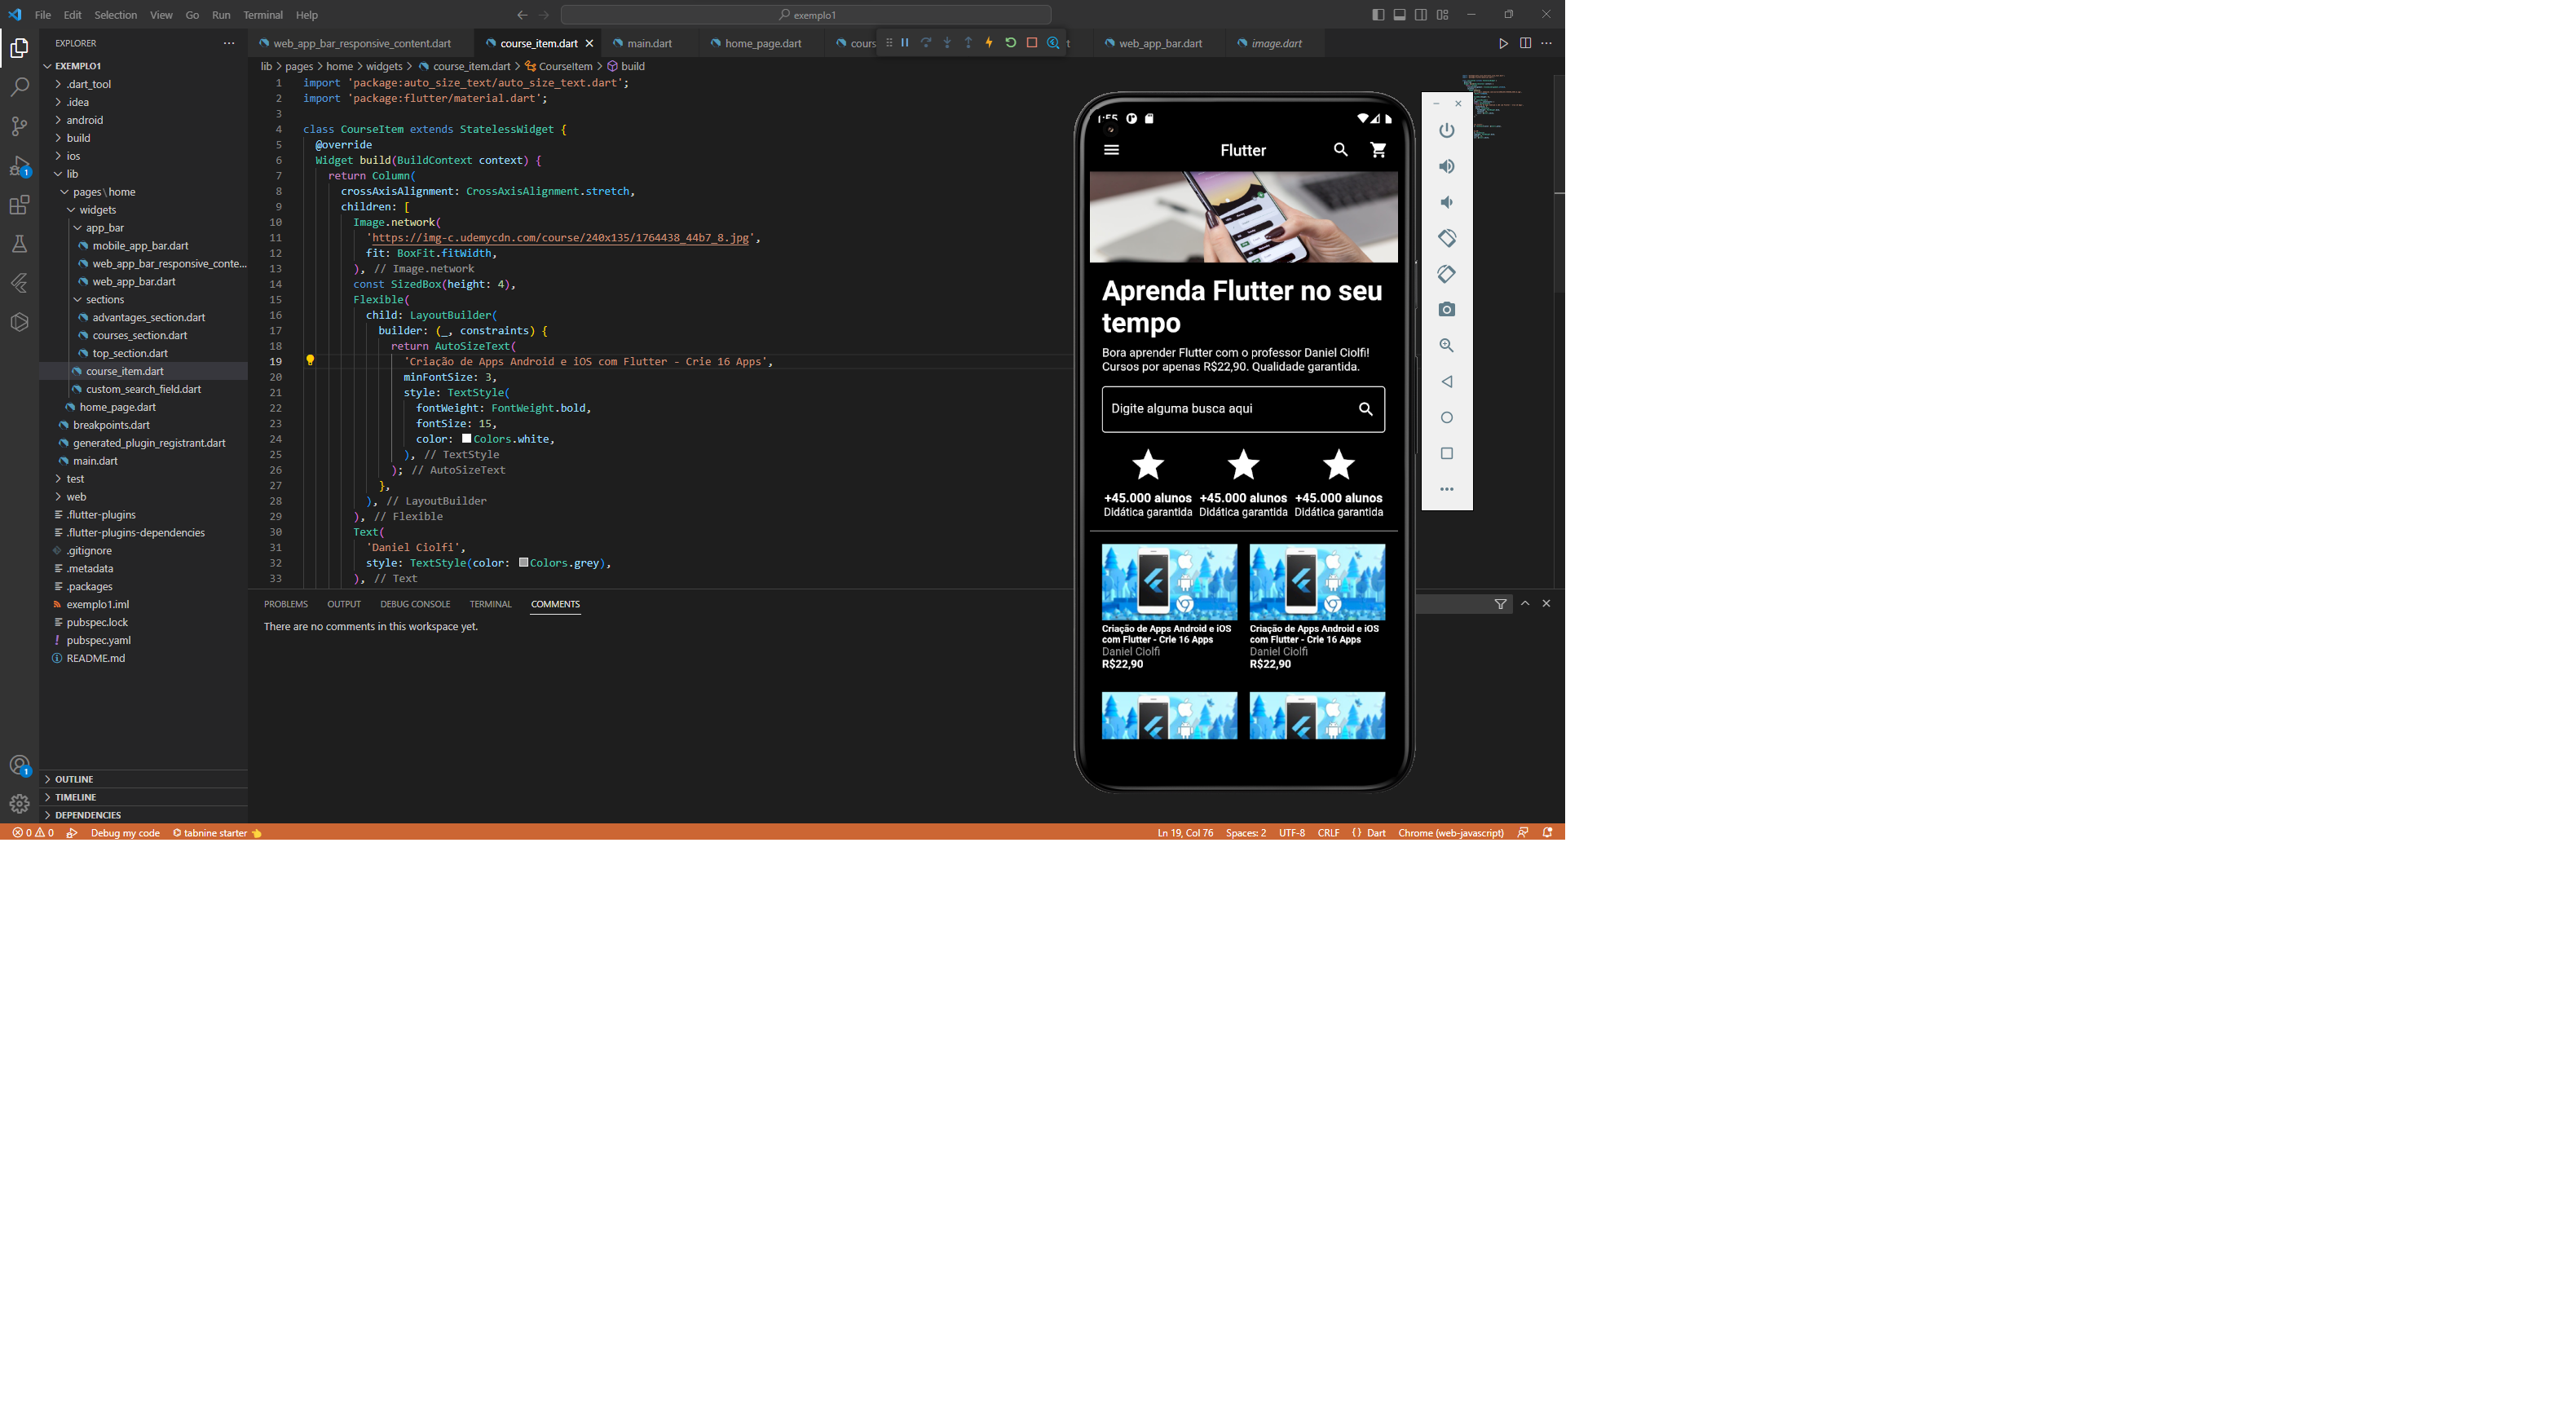 File Edit Selection View Go Run Terminal Help
exemplo1
EXPLORER
EXEMPLO1
.dart_tool
.idea
android
build
ios
lib
pages\home
widgets
app_bar
mobile_app_bar.dart
web_app_bar_responsive_conte...
web_app_bar.dart
sections
advantages_section.dart
courses_section.dart
top_section.dart
course_item.dart
custom_search_field.dart
home_page.dart
breakpoints.dart
generated_plugin_registrant.dart
main.dart
test
web
.flutter-plugins
.flutter-plugins-dependencies
.gitignore
.metadata
.packages
exemplo1.iml
pubspec.lock
pubspec.yaml
README.md
1
1
OUTLINE
TIMELINE
DEPENDENCIES
web_app_bar_responsive_content.dart course_item.dart main.dart home_page.dart cours t web_app_bar.dart image.dart
lib > pages > home > widgets > course_item.dart > CourseItem > build
1 import 'package:auto_size_text/auto_size_text.dart';
2 import 'package:flutter/material.dart';
3
4 class CourseItem extends StatelessWidget {
5 @override
6 Widget build(BuildContext context) {
7 return Column(
8 crossAxisAlignment: CrossAxisAlignment.stretch,
9 children: [
10 Image.network(
11 'https://img-c.udemycdn.com/course/240x135/1764438_44b7_8.jpg',
12 fit: BoxFit.fitWidth,
13 ), // Image.network
14 const SizedBox(height: 4),
15 Flexible(
16 child: LayoutBuilder(
17 builder: (_, constraints) {
18 return AutoSizeText(
19 'Criação de Apps Android e iOS com Flutter - Crie 16 Apps',
20 minFontSize: 3,
21 style: TextStyle(
22 fontWeight: FontWeight.bold,
23 fontSize: 15,
24 color: Colors.white,
25 ), // TextStyle
26 ); // AutoSizeText
27 },
28 ), // LayoutBuilder
29 ), // Flexible
30 Text(
31 'Daniel Ciolfi',
32 style: TextStyle(color: Colors.grey),
33 ), // Text
PROBLEMS OUTPUT DEBUG CONSOLE TERMINAL COMMENTS
There are no comments in this workspace yet.
Flutter
Aprenda Flutter no seu
tempo
Bora aprender Flutter com o professor Daniel Ciolfi!
Cursos por apenas R$22,90. Qualidade garantida.
Digite alguma busca aqui
+45.000 alunos +45.000 alunos +45.000 alunos
Didática garantida Didática garantida Didática garantida
Criação de Apps Android e iOS Criação de Apps Android e iOS
com Flutter - Crie 16 Apps com Flutter - Crie 16 Apps
Daniel Ciolfi Daniel Ciolfi
R$22,90 R$22,90
0 0 Debug my code tabnine starter Ln 19, Col 76 Spaces: 2 UTF-8 CRLF {} Dart Chrome (web-javascript)